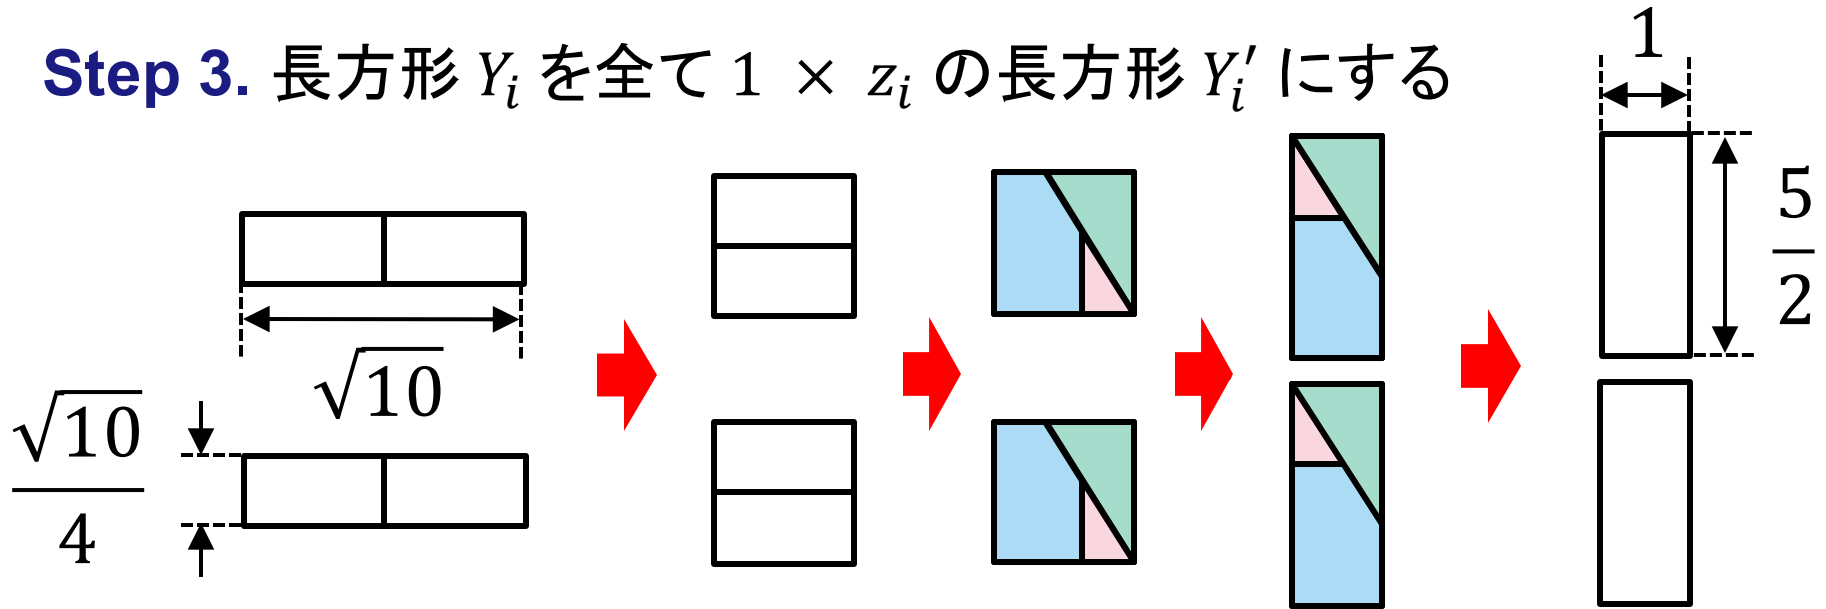 Step 3. 長方形 Yᵢ を全て 1 × zᵢ の長方形 Yᵢ′ にする
1
5/2
√10
√10/4